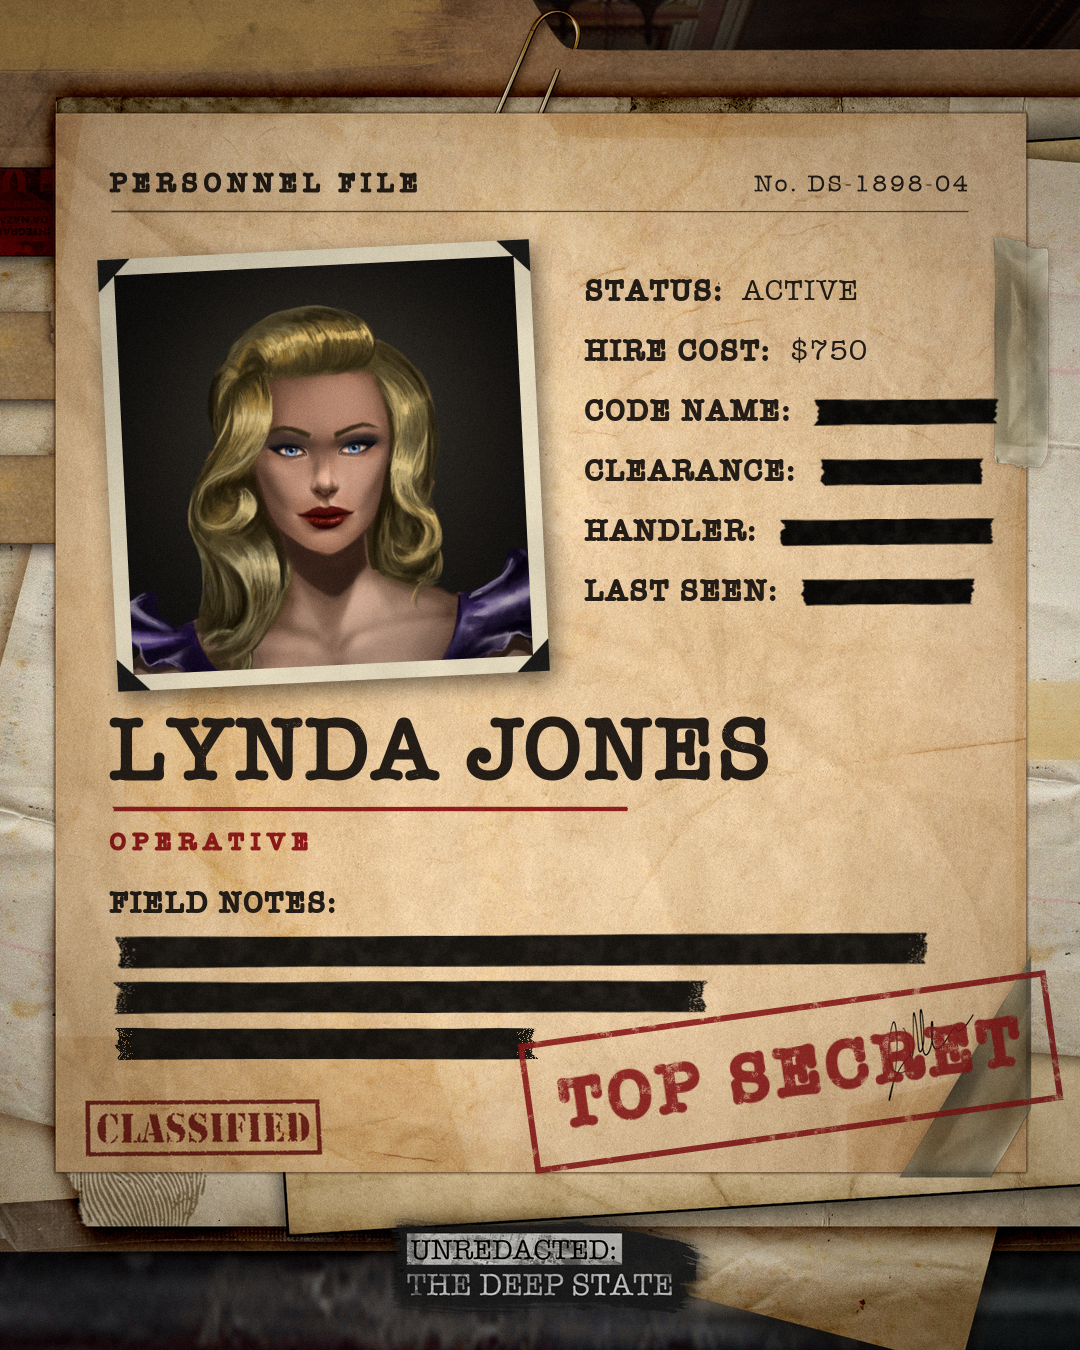 PERSONNEL FILE
No. DS-1898-04
STATUS: ACTIVE
HIRE COST: $750
CODE NAME:
CLEARANCE:
HANDLER:
LAST SEEN:
LYNDA JONES
OPERATIVE
FIELD NOTES:
TOP SECRET
CLASSIFIED
UNREDACTED:
THE DEEP STATE